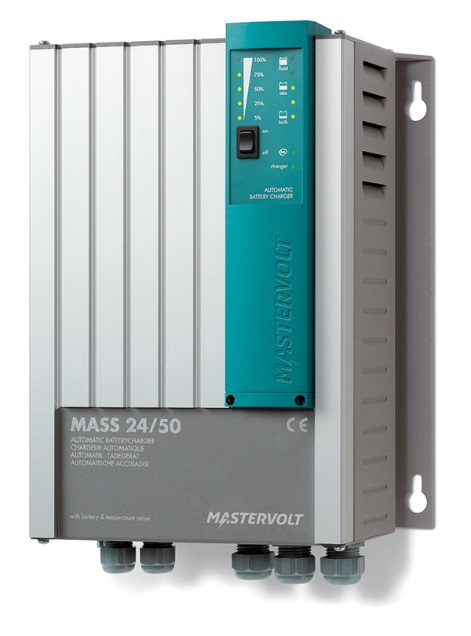 100%
float
75%
50%
abs
25%
5%
bulk
on
off
charger
AUTOMATIC
BATTERY CHARGER
MASTERVOLT
MASS 24/50
CE
AUTOMATIC BATTERYCHARGER
CHARGEUR AUTOMATIQUE
AUTOMATIK - LADEGERÄT
AUTOMATISCHE ACCULADER
with battery & temperature sense
MASTERVOLT